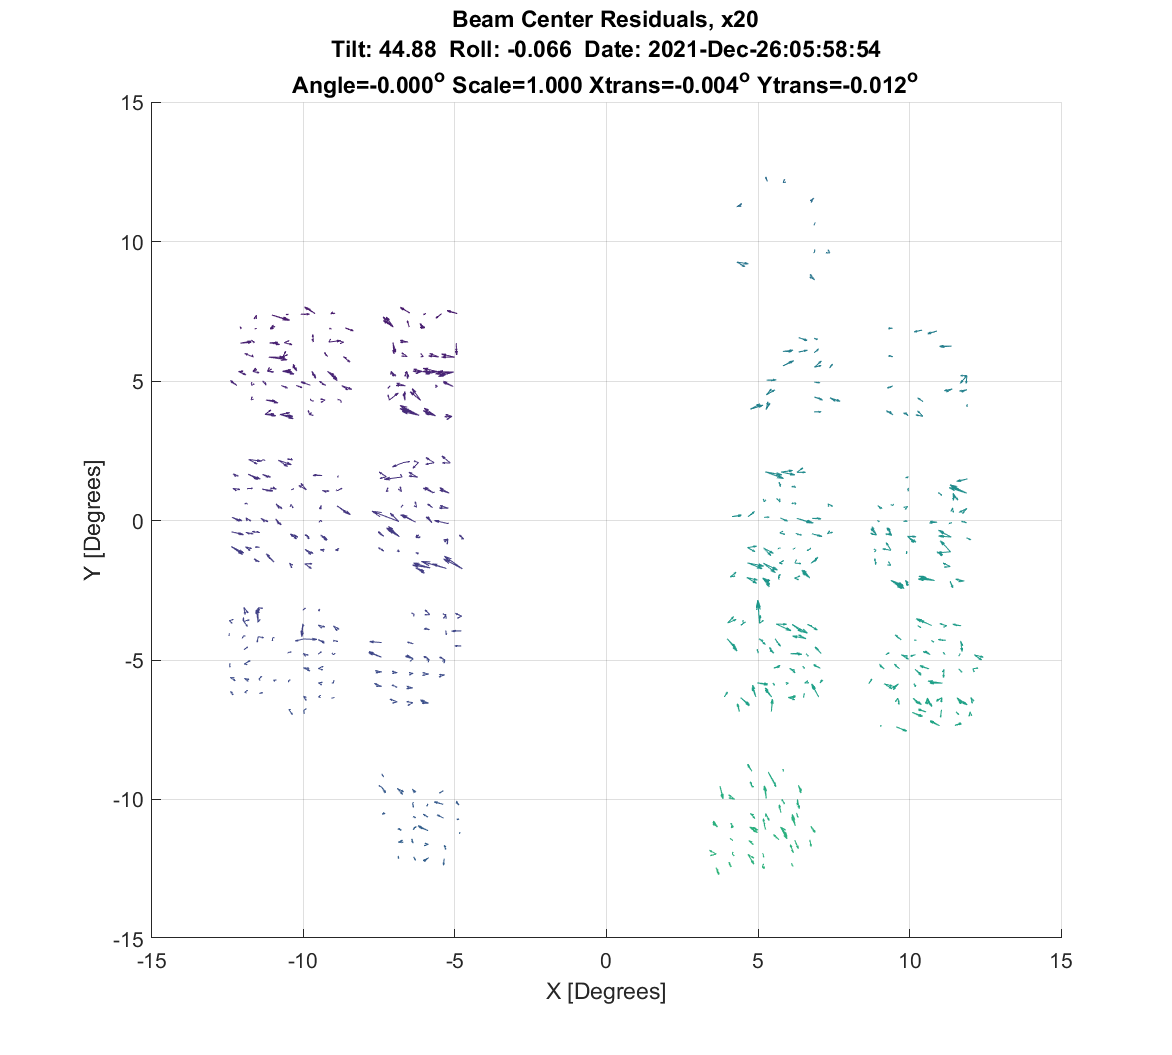 Beam Center Residuals, x20
Tilt: 44.88 Roll: -0.066 Date: 2021-Dec-26:05:58:54
Angle=-0.000° Scale=1.000 Xtrans=-0.004° Ytrans=-0.012°
15
10
5
0
-5
-10
-15
Y [Degrees]
-15 -10 -5 0 5 10 15
X [Degrees]